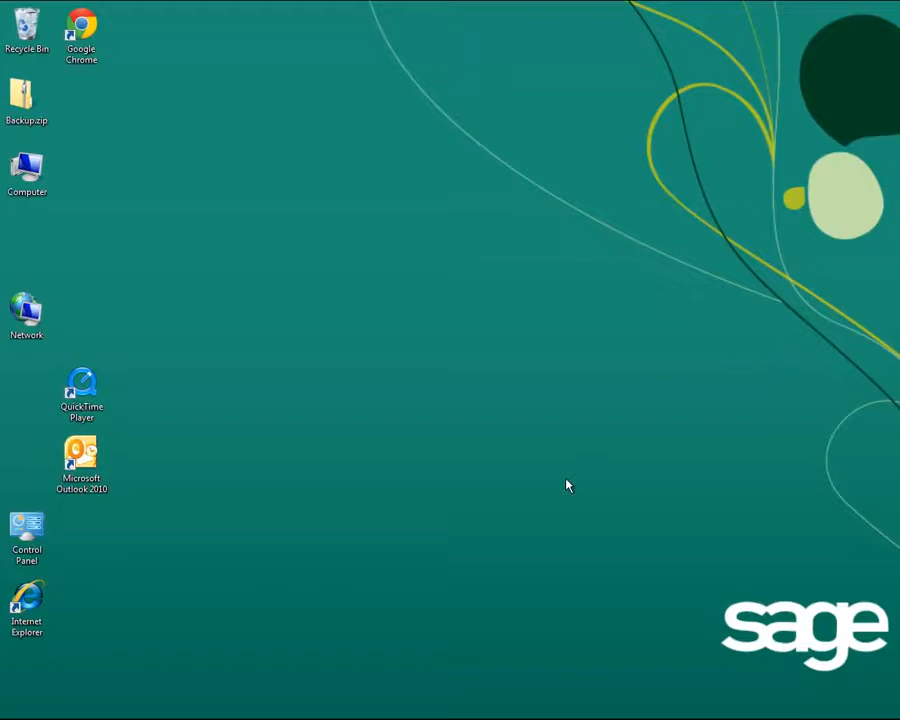 Recycle Bin
Google
Chrome
Backup.zip
Computer
Network
QuickTime
Player
Microsoft
Outlook 2010
Control
Panel
Internet
Explorer
sage